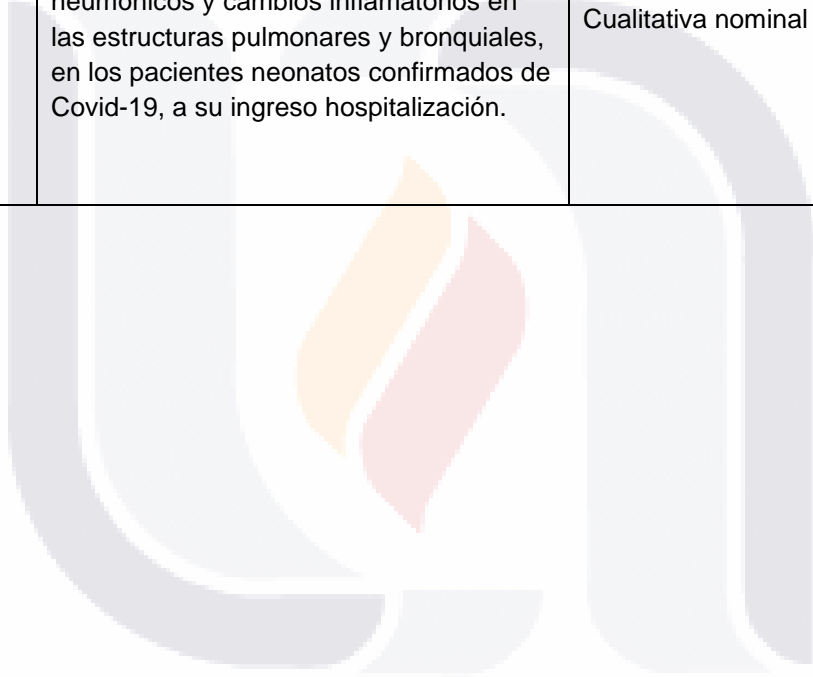 neumónicos y cambios inflamatorios en
las estructuras pulmonares y bronquiales,
en los pacientes neonatos confirmados de
Covid-19, a su ingreso hospitalización.
Cualitativa nominal